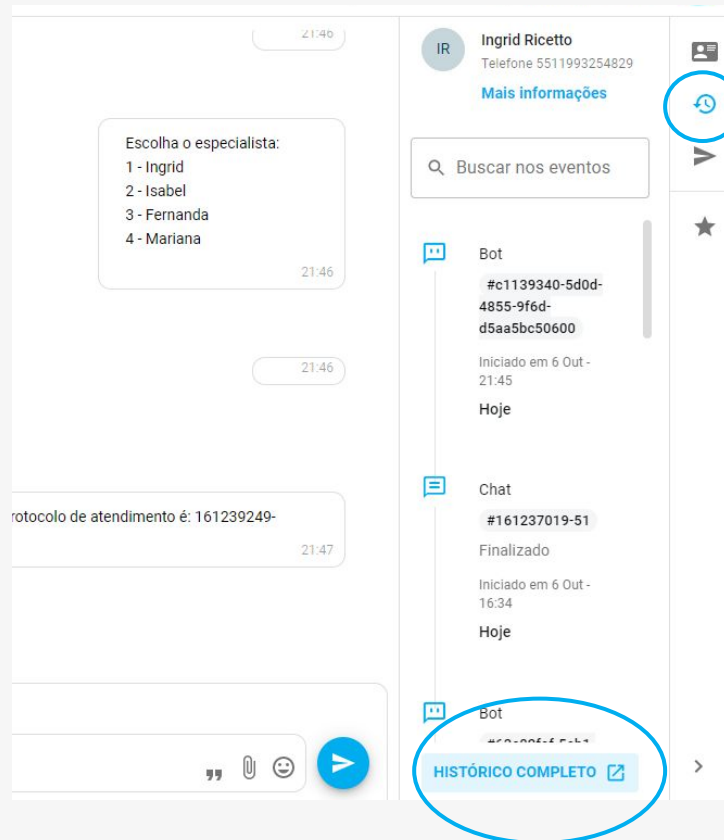 21:46
Escolha o especialista:
1 - Ingrid
2 - Isabel
3 - Fernanda
4 - Mariana
21:46
21:46
rotocolo de atendimento é: 161239249-
21:47
IR
Ingrid Ricetto
Telefone 5511993254829
Mais informações
Buscar nos eventos
Bot
#c1139340-5d0d-
4855-9f6d-
d5aa5bc50600
Iniciado em 6 Out -
21:45
Hoje
Chat
#161237019-51
Finalizado
Iniciado em 6 Out -
16:34
Hoje
Bot
HISTÓRICO COMPLETO